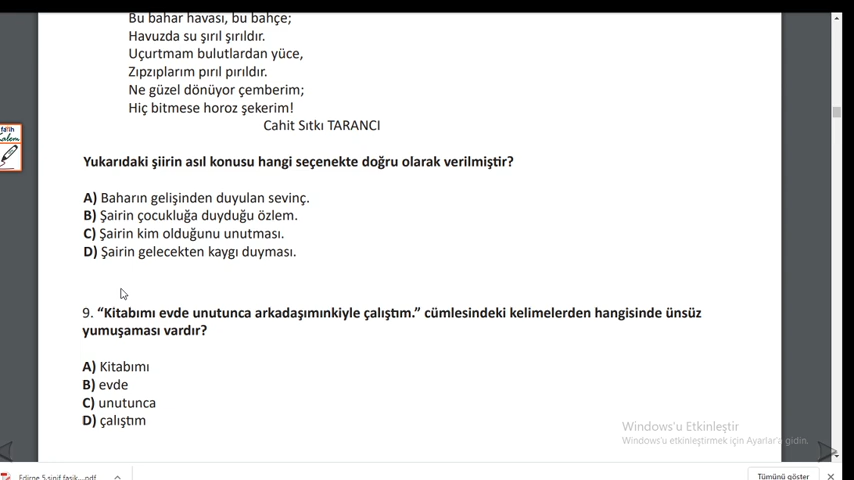 Bu bahar havası, bu bahçe;
Havuzda su şırıl şırıldır.
Uçurtmam bulutlardan yüce,
Zıpzıplarım pırıl pırıldır.
Ne güzel dönüyor çemberim;
Hiç bitmese horoz şekerim!
Cahit Sıtkı TARANCI
Yukarıdaki şiirin asıl konusu hangi seçenekte doğru olarak verilmiştir?
A) Baharın gelişinden duyulan sevinç.
B) Şairin çocukluğa duyduğu özlem.
C) Şairin kim olduğunu unutması.
D) Şairin gelecekten kaygı duyması.
9. “Kitabımı evde unutunca arkadaşımınkiyle çalıştım.” cümlesindeki kelimelerden hangisinde ünsüz
yumuşaması vardır?
A) Kitabımı
B) evde
C) unutunca
D) çalıştım
Windows'u Etkinleştir
Windows'u etkinleştirmek için Ayarlar'a gidin.
fatih
Kalem
Edirne 5.sınıf fasik....pdf
Tümünü göster